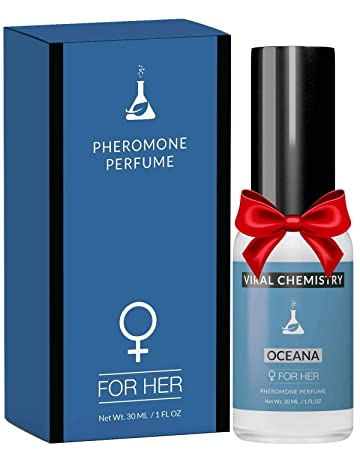 PHEROMONE
PERFUME
FOR HER
Net Wt. 30 ML / 1 FL OZ
VIRAL CHEMISTRY
OCEANA
♀ FOR HER
PHEROMONE PERFUME
Net Wt. 30 ML / 1 FL OZ